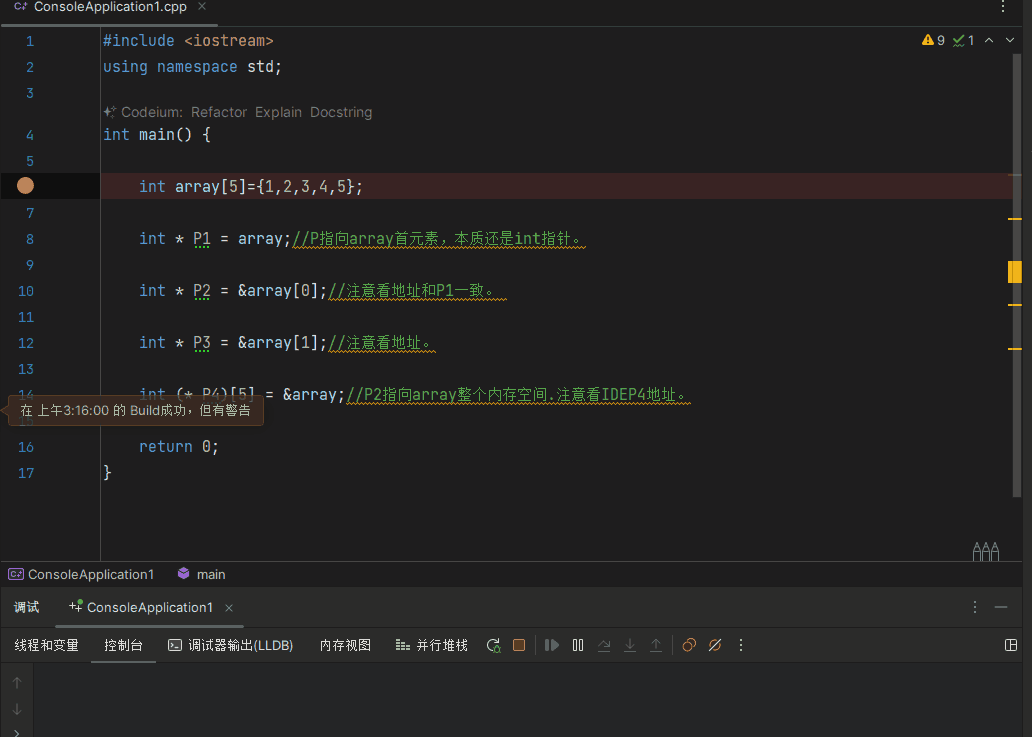 ConsoleApplication1.cpp
1 #include <iostream> 9 1
2 using namespace std;
3
Codeium: Refactor Explain Docstring
4 int main() {
5
int array[5]={1,2,3,4,5};
7
8 int * P1 = array;//P指向array首元素，本质还是int指针。
9
10 int * P2 = &array[0];//注意看地址和P1一致。
11
12 int * P3 = &array[1];//注意看地址。
13
14 int (* P4)[5] = &array;//P2指向array整个内存空间.注意看IDEP4地址。
在 上午3:16:00 的 Build成功，但有警告
15
16 return 0;
17 }
ConsoleApplication1 main
调试 ConsoleApplication1
线程和变量 控制台 调试器输出(LLDB) 内存视图 并行堆栈